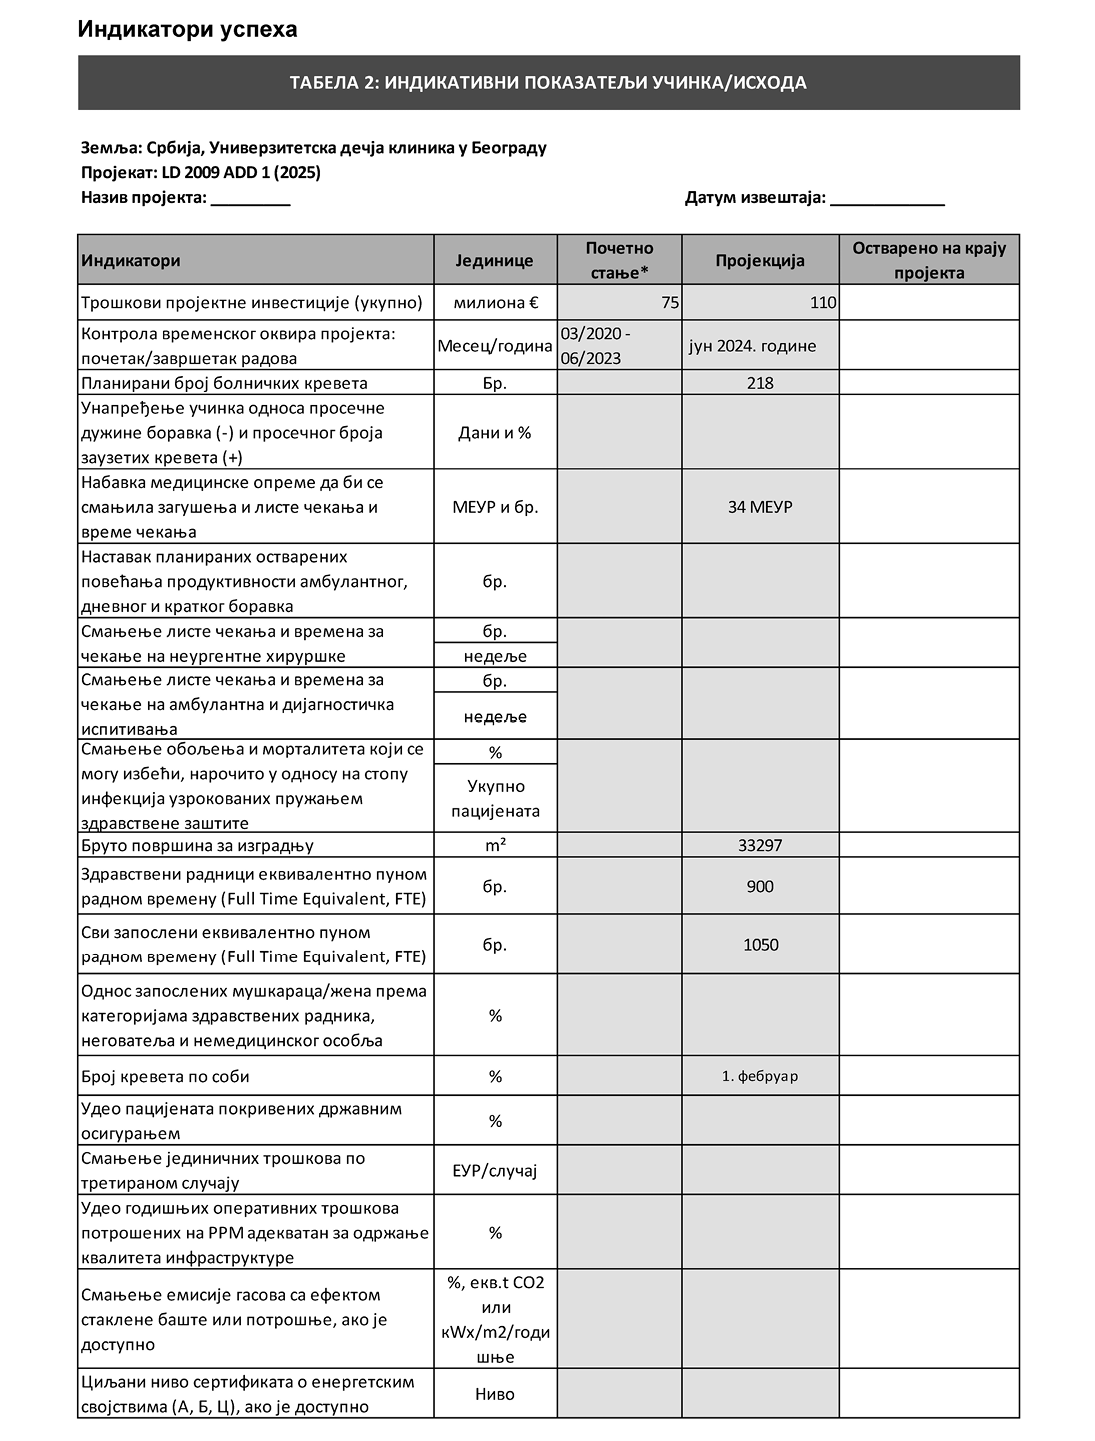 Индикатори успеха
ТАБЕЛА 2: ИНДИКАТИВНИ ПОКАЗАТЕЉИ УЧИНКА/ИСХОДА
Земља: Србија, Универзитетска дечја клиника у Београду
Пројекат: LD 2009 ADD 1 (2025)
Назив пројекта: _________ Датум извештаја: _____________
Индикатори Јединице Почетно стање* Пројекција Остварено на крају пројекта
Трошкови пројектне инвестиције (укупно) милиона € 75 110
Контрола временског оквира пројекта:
почетак/завршетак радова Месец/година 03/2020 -
06/2023 јун 2024. године
Планирани број болничких кревета Бр. 218
Унапређење учинка односа просечне
дужине боравка (-) и просечног броја
заузетих кревета (+) Дани и %
Набавка медицинске опреме да би се
смањила загушења и листе чекања и
време чекања МЕУР и бр. 34 МЕУР
Наставак планираних остварених
повећања продуктивности амбулантног,
дневног и кратког боравка бр.
Смањење листе чекања и времена за бр.
чекање на неургентне хируршке недеље
Смањење листе чекања и времена за бр.
чекање на амбулантна и дијагностичка
испитивања недеље
Смањење обољења и морталитета који се %
могу избећи, нарочито у односу на стопу
инфекција узрокованих пружањем
здравствене заштите Укупно
пацијената
Бруто површина за изградњу m² 33297
Здравствени радници еквивалентно пуном
радном времену (Full Time Equivalent, FTE) бр. 900
Сви запослени еквивалентно пуном
радном времену (Full Time Equivalent, FTE) бр. 1050
Однос запослених мушкараца/жена према
категоријама здравствених радника,
неговатеља и немедицинског особља %
Број кревета по соби % 1. фебруар
Удео пацијената покривених државним
осигурањем %
Смањење јединичних трошкова по
третираном случају ЕУР/случај
Удео годишњих оперативних трошкова
потрошених на PPM адекватан за одржање
квалитета инфраструктуре %
Смањење емисије гасова са ефектом
стаклене баште или потрошње, ако је
доступно %, екв.t CO2
или
кWх/m2/годи
шње
Циљани ниво сертификата о енергетским
својствима (А, Б, Ц), ако је доступно Ниво